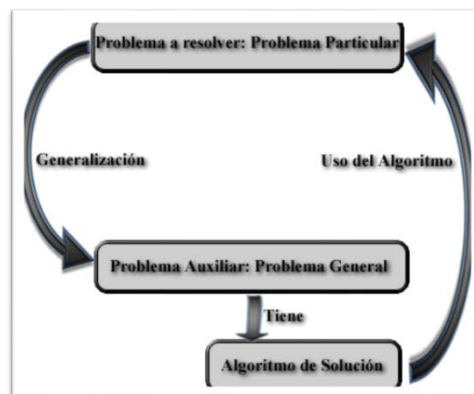 Problema a resolver: Problema Particular
Generalización
Uso del Algoritmo
Problema Auxiliar: Problema General
Tiene
Algoritmo de Solución